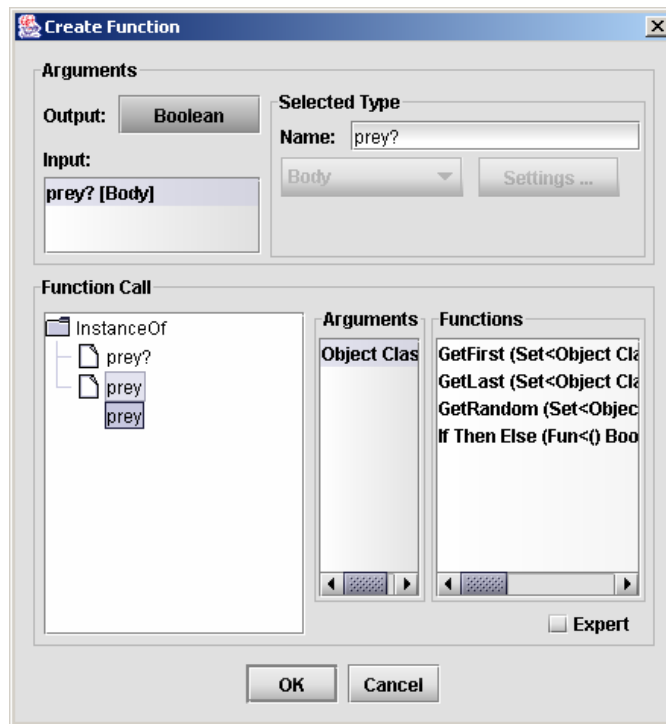 Create Function
Arguments
Output: Boolean
Input:
prey? [Body]
Selected Type
Name: prey?
Body
Settings ...
Function Call
InstanceOf
prey?
prey
prey
Arguments
Object Clas
Functions
GetFirst (Set<Object Cla
GetLast (Set<Object Cla
GetRandom (Set<Objec
If Then Else (Fun<() Boo
Expert
OK Cancel